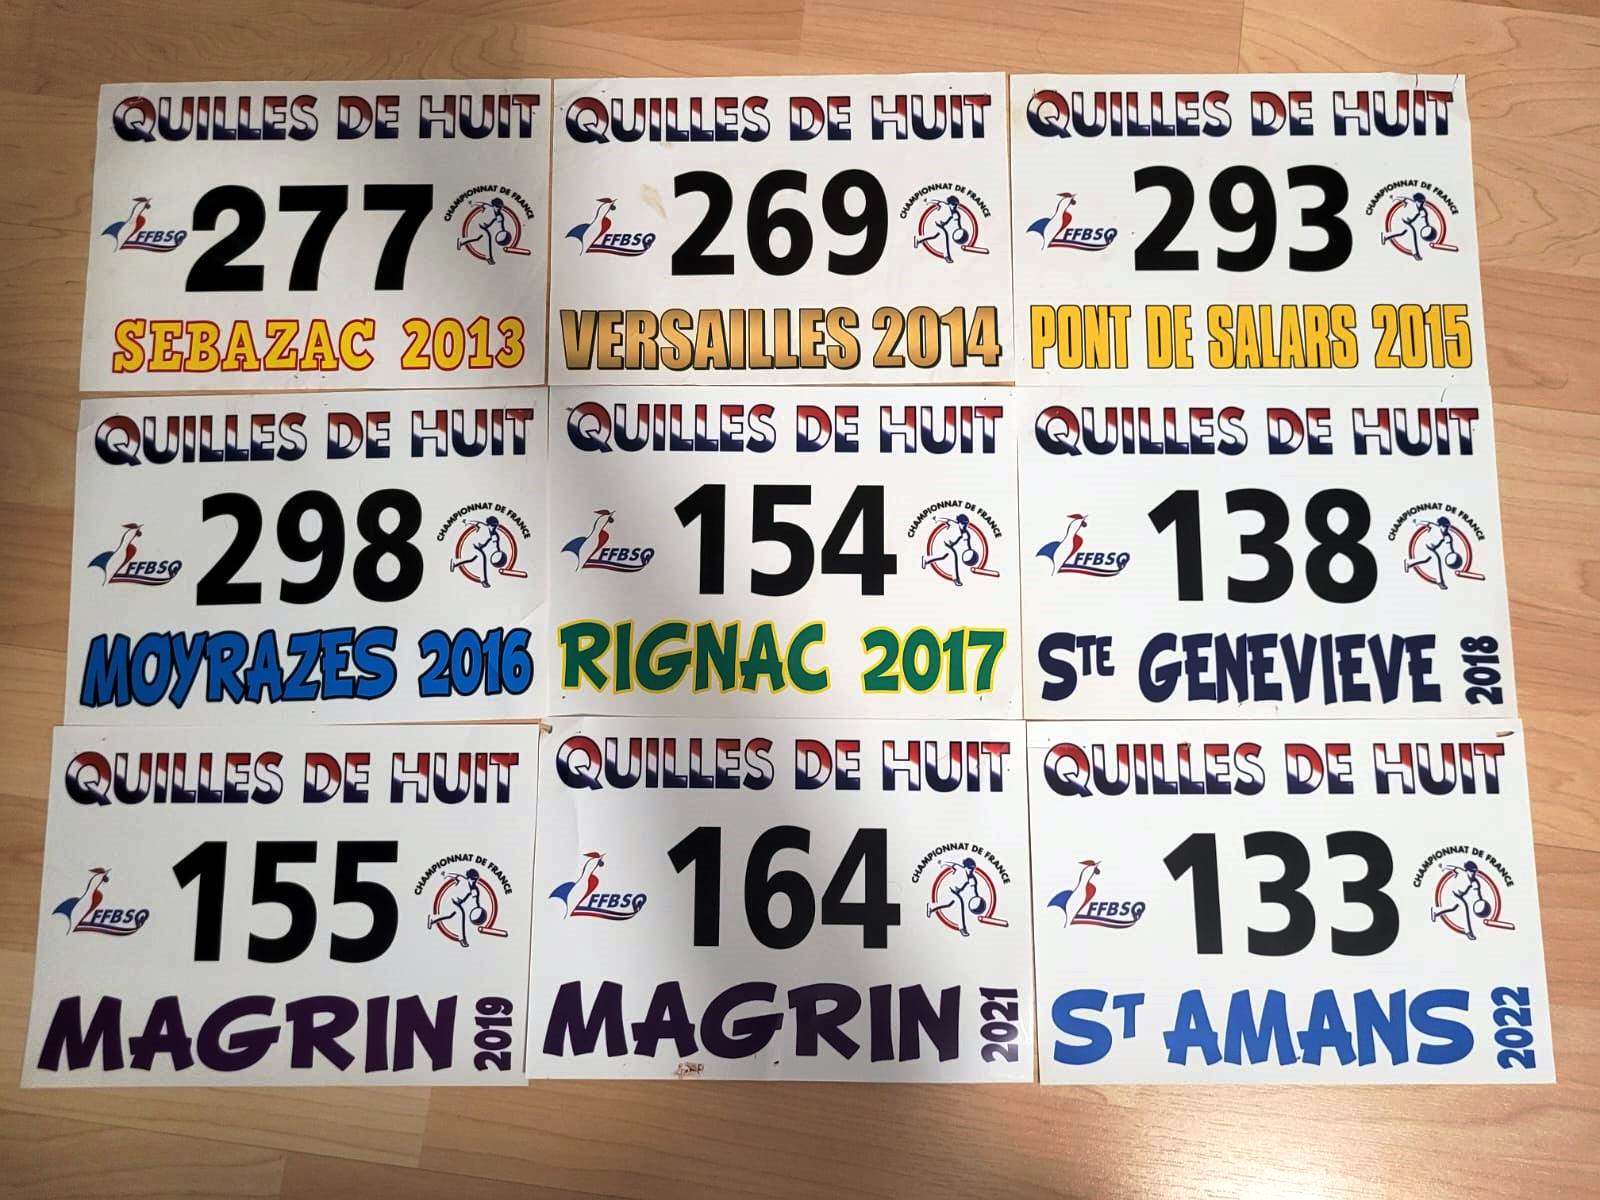 QUILLES DE HUIT
FFBSQ
277
CHAMPIONNAT DE FRANCE
SEBAZAC 2013
QUILLES DE HUIT
FFBSQ
269
CHAMPIONNAT DE FRANCE
VERSAILLES 2014
QUILLES DE HUIT
FFBSQ
293
CHAMPIONNAT DE FRANCE
PONT DE SALARS 2015
QUILLES DE HUIT
FFBSQ
298
CHAMPIONNAT DE FRANCE
MOYRAZES 2016
QUILLES DE HUIT
FFBSQ
154
CHAMPIONNAT DE FRANCE
RIGNAC 2017
QUILLES DE HUIT
FFBSQ
138
CHAMPIONNAT DE FRANCE
STE GENEVIEVE 2018
QUILLES DE HUIT
FFBSQ
155
CHAMPIONNAT DE FRANCE
MAGRIN 2019
QUILLES DE HUIT
FFBSQ
164
CHAMPIONNAT DE FRANCE
MAGRIN 2021
QUILLES DE HUIT
FFBSQ
133
CHAMPIONNAT DE FRANCE
ST AMANS 2022